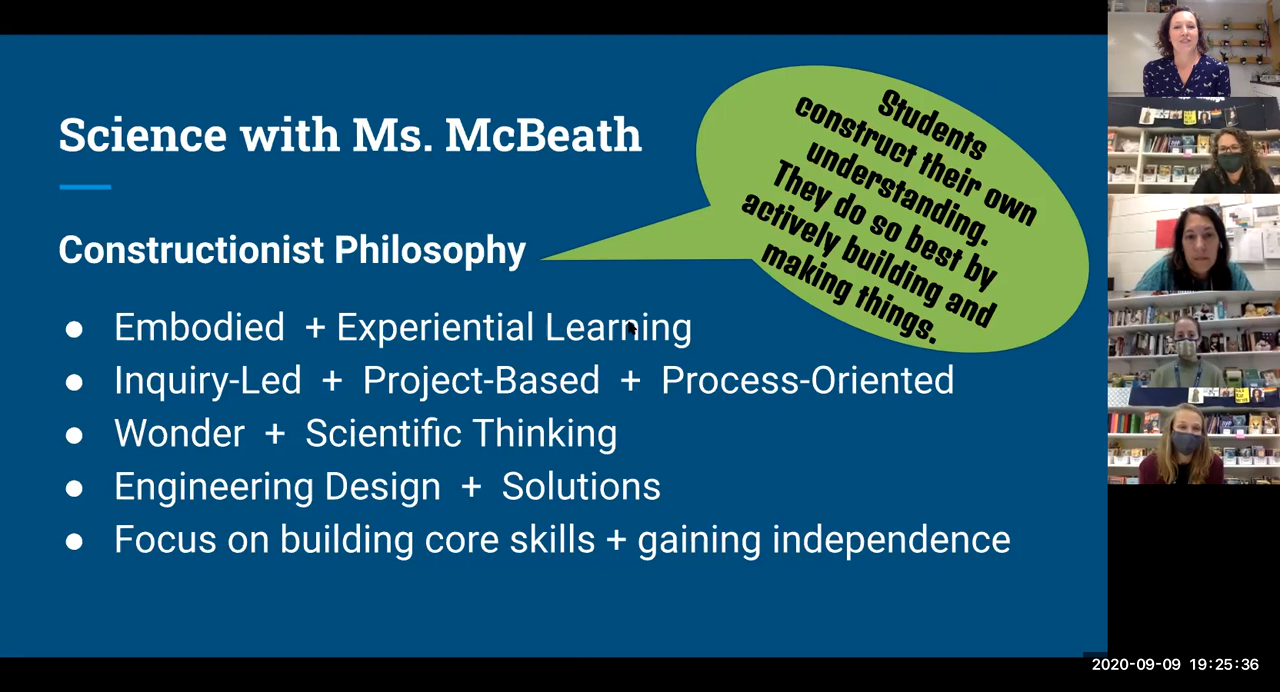 Science with Ms. McBeath
Students
construct their own
understanding.
They do so best by
actively building and
making things.
Constructionist Philosophy
● Embodied + Experiential Learning
● Inquiry-Led + Project-Based + Process-Oriented
● Wonder + Scientific Thinking
● Engineering Design + Solutions
● Focus on building core skills + gaining independence
2020-09-09 19:25:36